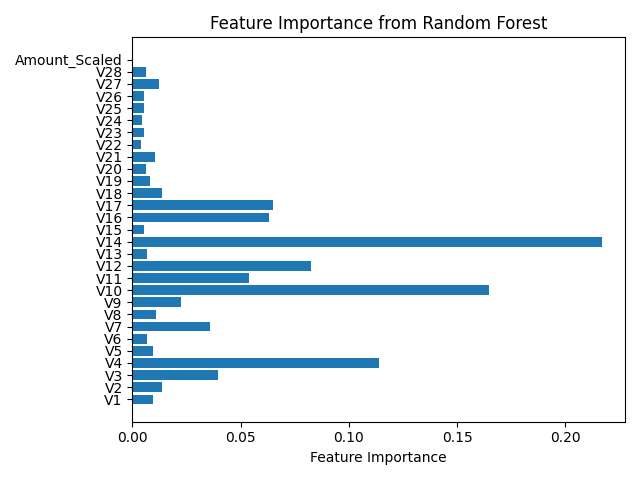 Feature Importance from Random Forest
Amount_Scaled
V28
V27
V26
V25
V24
V23
V22
V21
V20
V19
V18
V17
V16
V15
V14
V13
V12
V11
V10
V9
V8
V7
V6
V5
V4
V3
V2
V1
0.00 0.05 0.10 0.15 0.20
Feature Importance